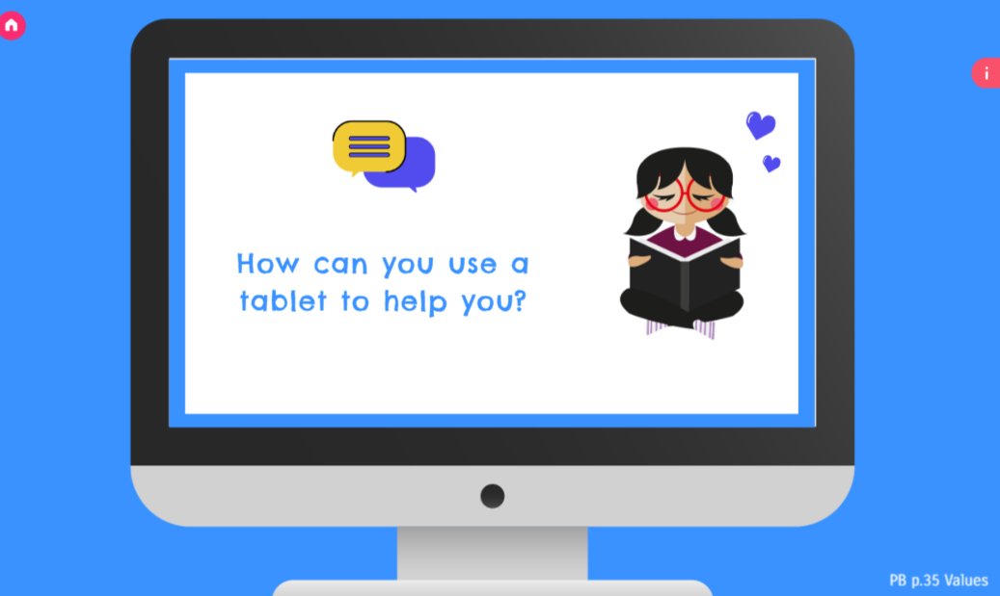 How can you use a
tablet to help you?
i
PB p.35 Values